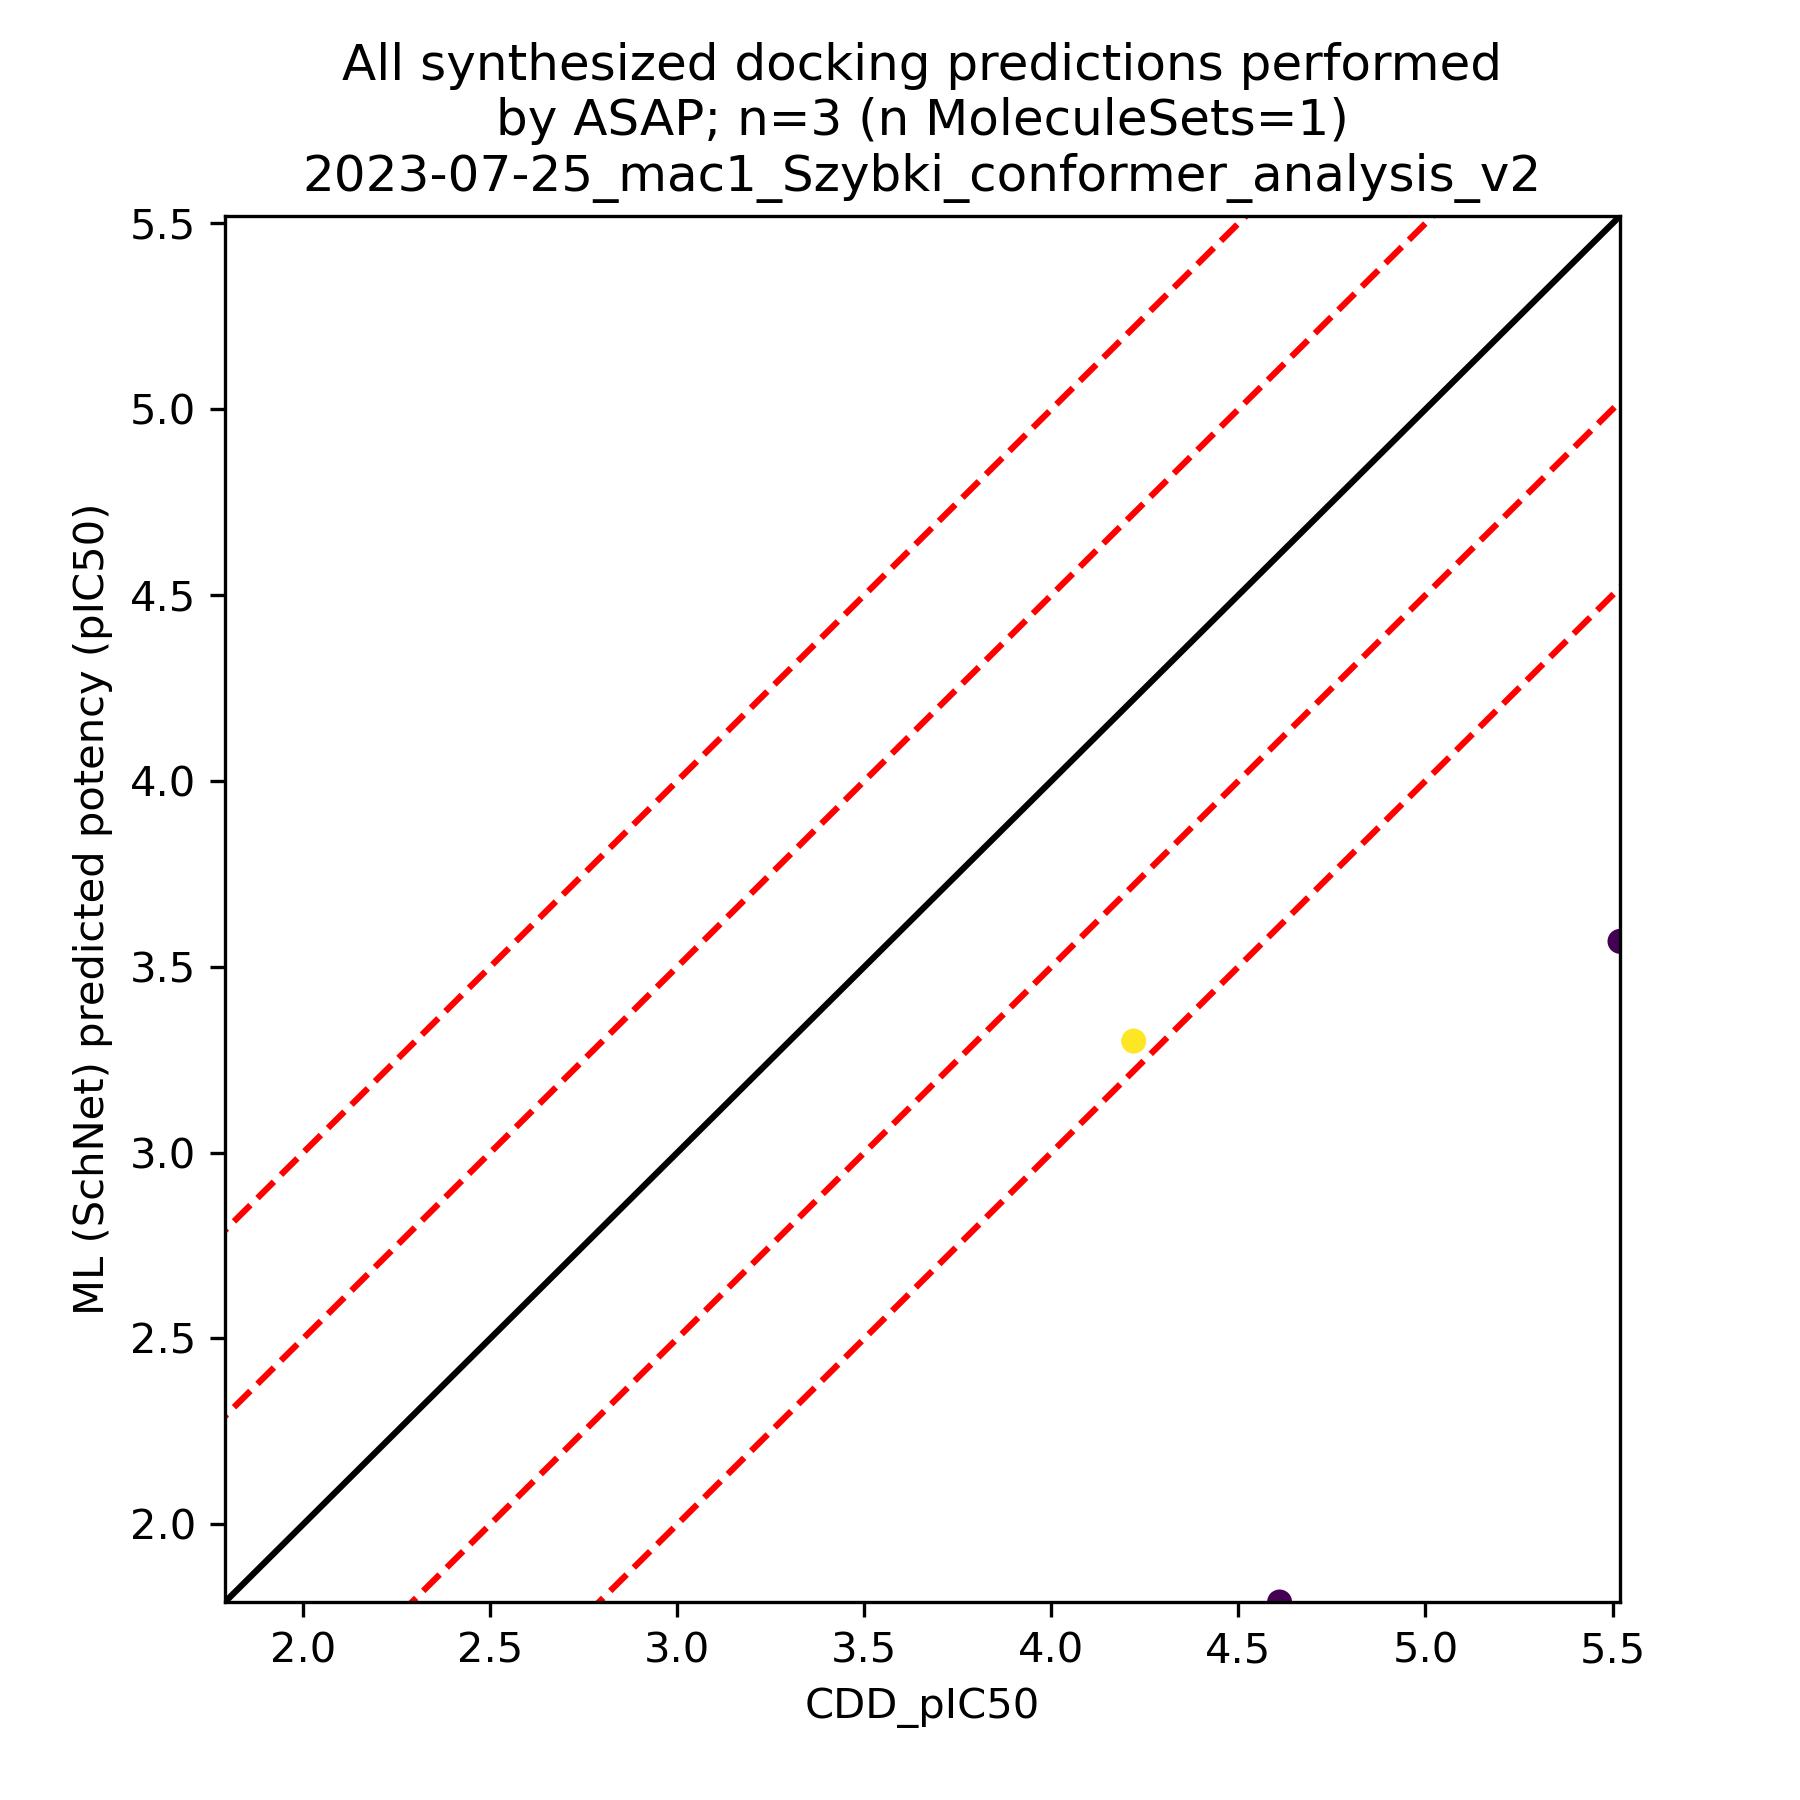 All synthesized docking predictions performed
by ASAP; n=3 (n MoleculeSets=1)
2023-07-25_mac1_Szybki_conformer_analysis_v2
5.5
5.0
4.5
4.0
3.5
3.0
2.5
2.0
ML (SchNet) predicted potency (pIC50)
2.0 2.5 3.0 3.5 4.0 4.5 5.0 5.5
CDD_pIC50